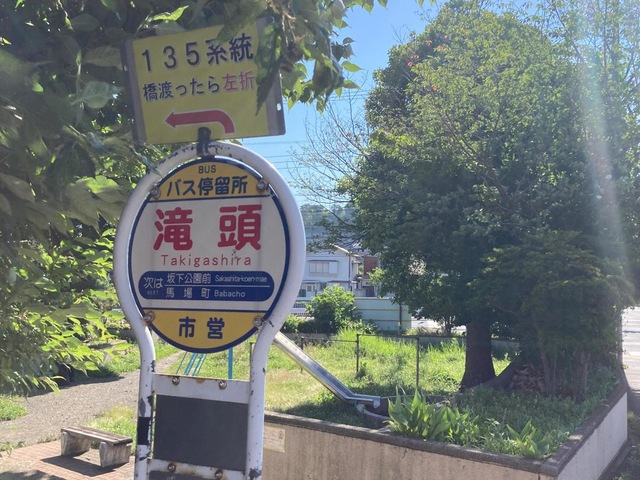 135系統
橋渡ったら左折
BUS
バス停留所
滝頭
Takigashira
次は 坂下公園前 Sakashita-koen-mae
NEXT 馬場町 Babacho
市営